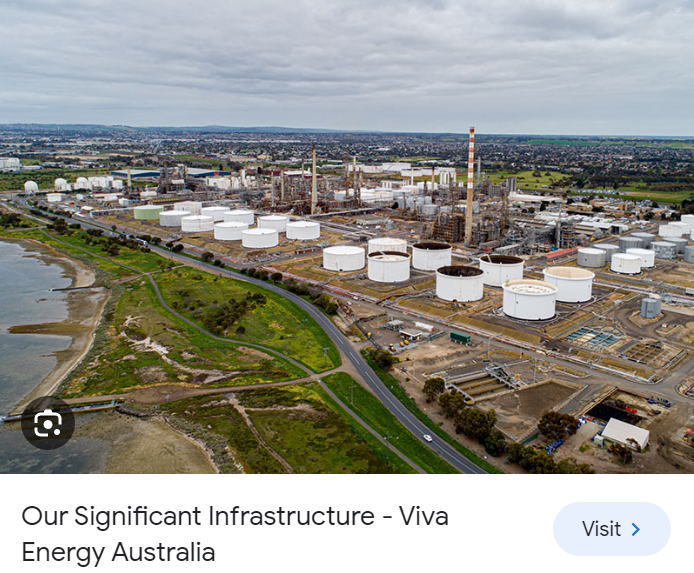 Our Significant Infrastructure - Viva
Energy Australia
Visit